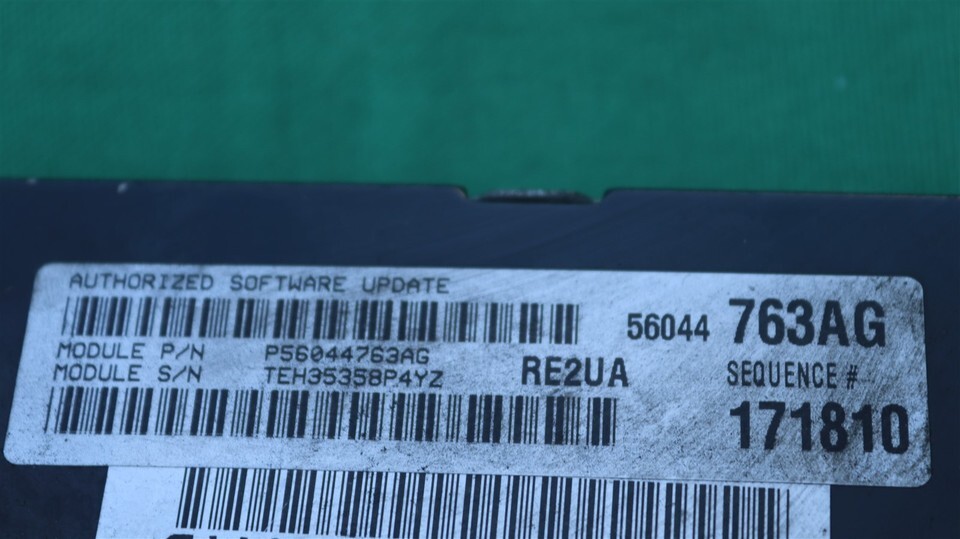 AUTHORIZED SOFTWARE UPDATE
56044 763AG
MODULE P/N P56044763AG
MODULE S/N TEH35358P4YZ
RE2UA
SEQUENCE #
171810